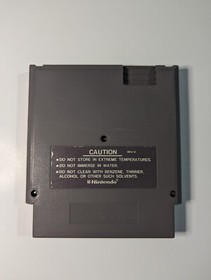 CAUTION
●DO NOT STORE IN EXTREME TEMPERATURES.
●DO NOT IMMERSE IN WATER.
●DO NOT CLEAN WITH BENZENE, THINNER,
ALCOHOL OR OTHER SUCH SOLVENTS.
Nintendo